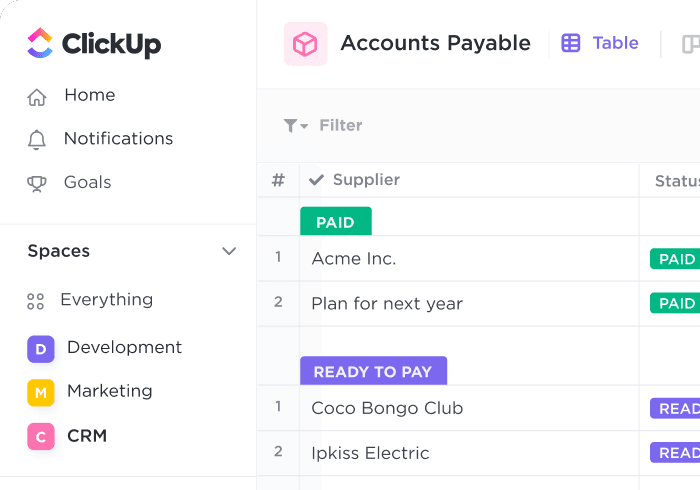 ClickUp
Home
Notifications
Goals
Spaces
Everything
D Development
M Marketing
C CRM
Accounts Payable Table
Filter
# Supplier Status
PAID
1 Acme Inc. PAID
2 Plan for next year PAID
READY TO PAY
1 Coco Bongo Club READ
2 Ipkiss Electric READ